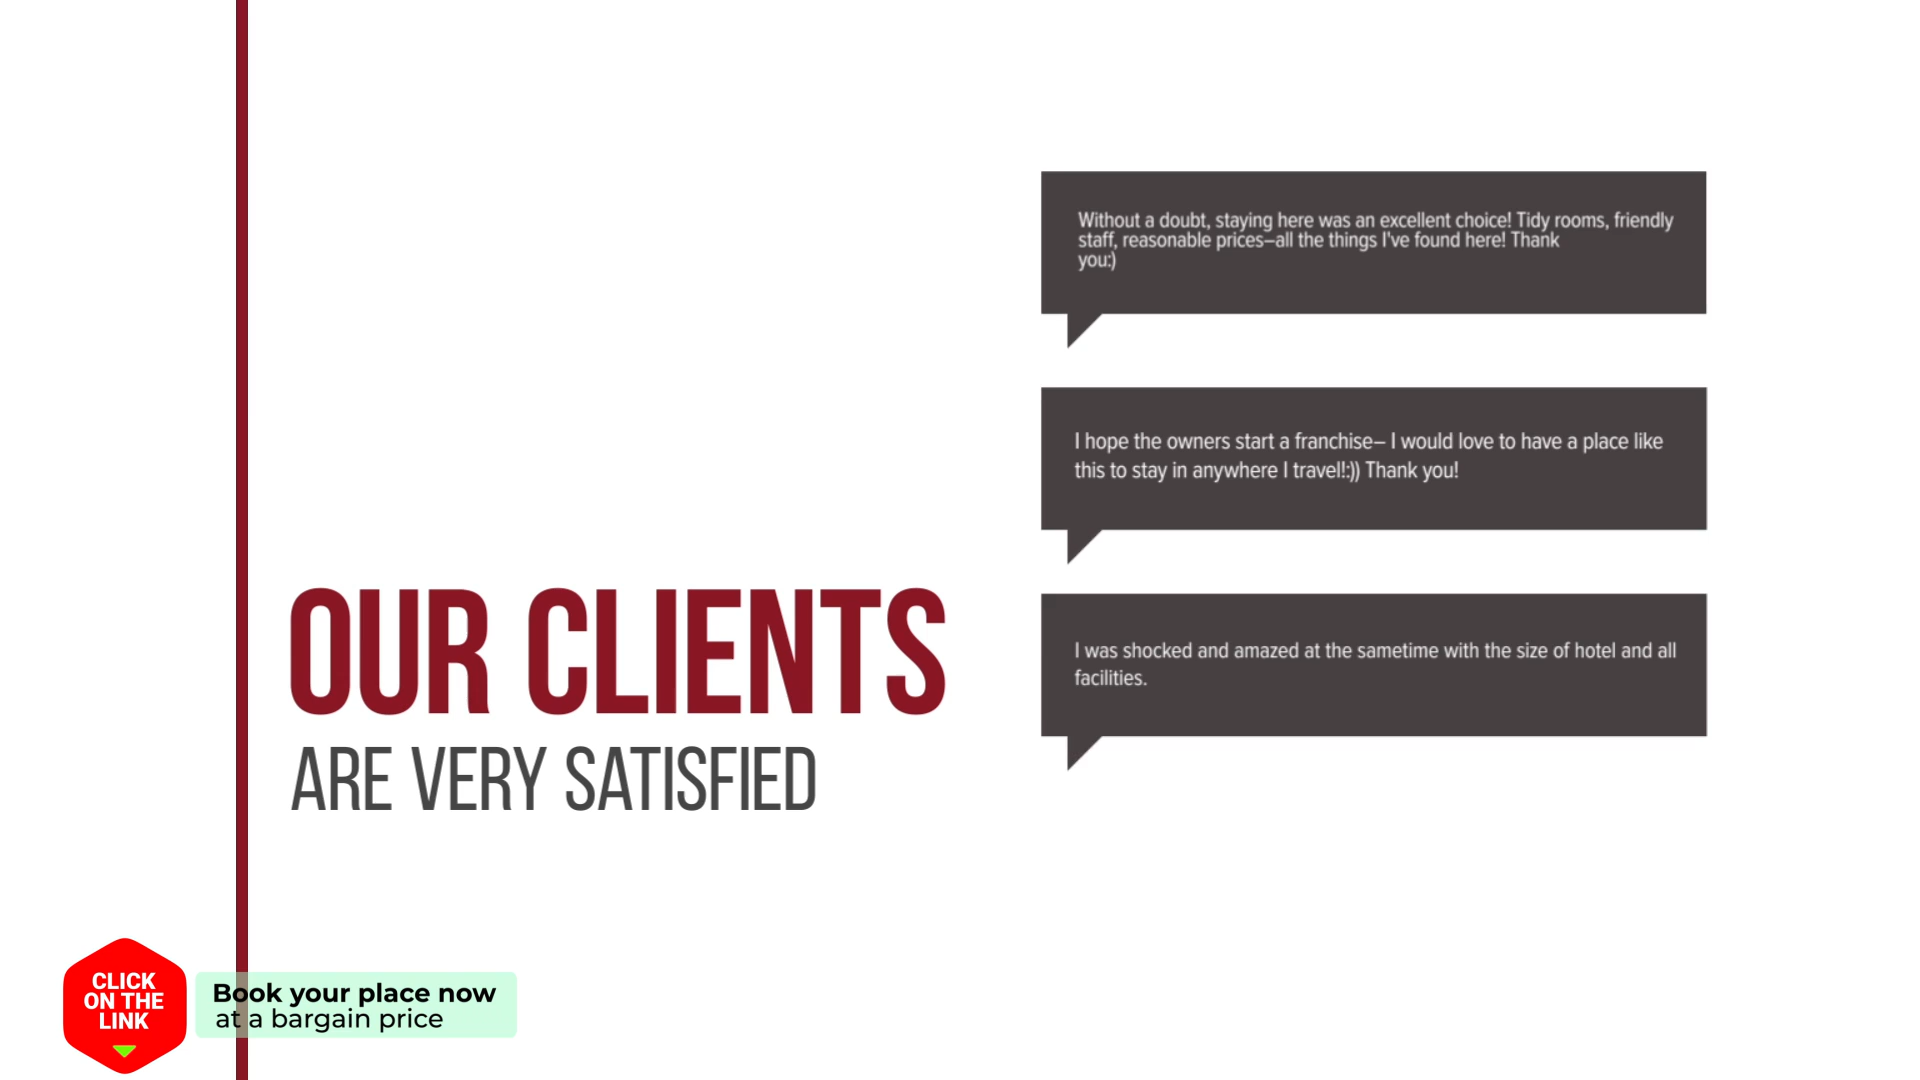 Without a doubt, staying here was an excellent choice! Tidy rooms, friendly
staff, reasonable prices–all the things I've found here! Thank
you:)
I hope the owners start a franchise– I would love to have a place like
this to stay in anywhere I travel!:)) Thank you!
I was shocked and amazed at the sametime with the size of hotel and all
facilities.
OUR CLIENTS
ARE VERY SATISFIED
CLICK
ON THE
LINK
Book your place now
at a bargain price